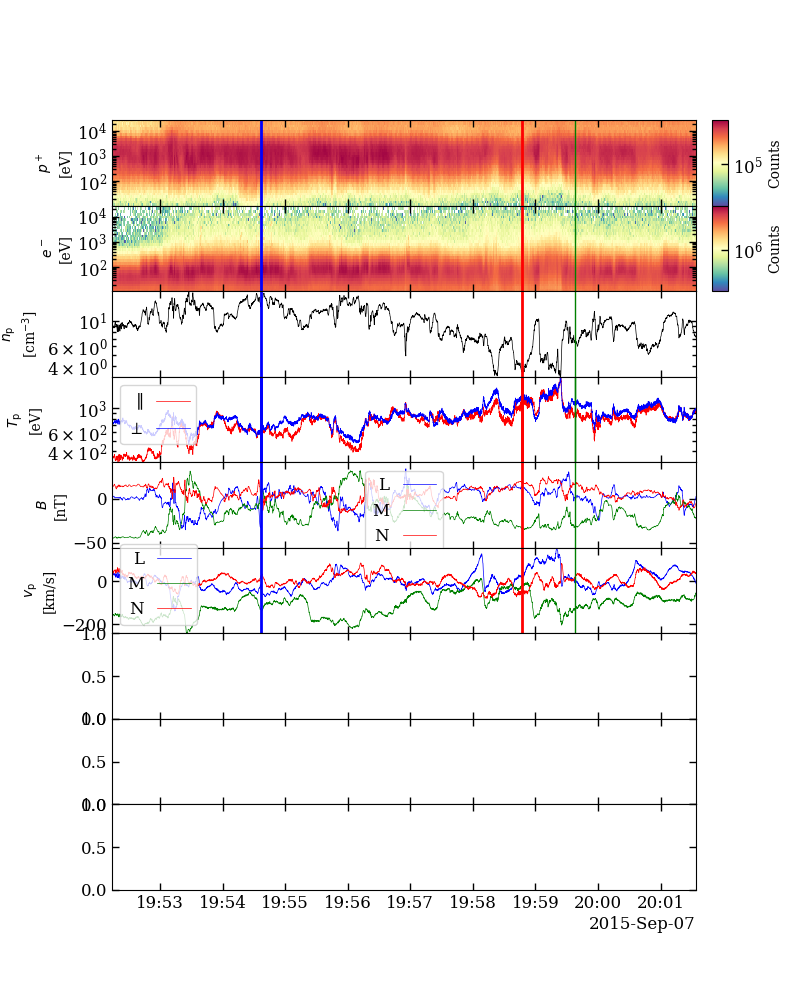 10⁴
10³
10²
p⁺
[eV]
10⁵
Counts
10⁴
10³
10²
e⁻
[eV]
10⁶
Counts
10¹
6 × 10⁰
4 × 10⁰
nₚ
[cm⁻³]
10³
6 × 10²
4 × 10²
Tₚ
[eV]
∥
⊥
0
−50
B
[nT]
L
M
N
0
−200
vₚ
[km/s]
L
M
N
1.0
0.5
0.0
1.0
0.5
0.0
1.0
0.5
0.0
19:53 19:54 19:55 19:56 19:57 19:58 19:59 20:00 20:01
2015-Sep-07